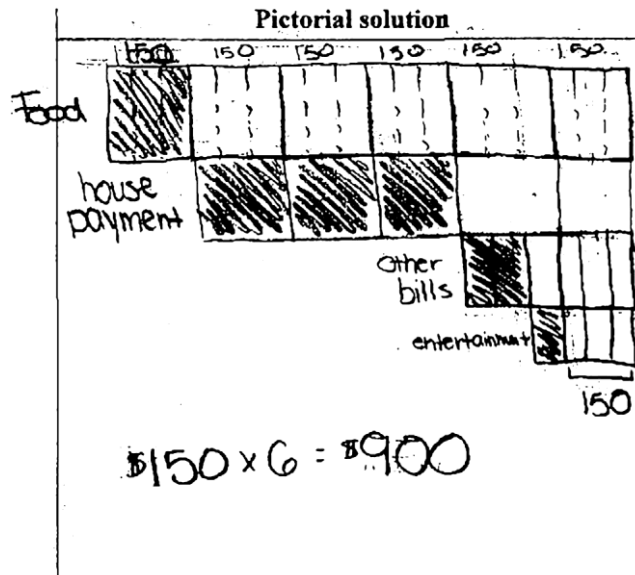 Pictorial solution
150 150 150 150 150 150
Food
house
payment
other
bills
entertainment
150
$150 x 6 = $900